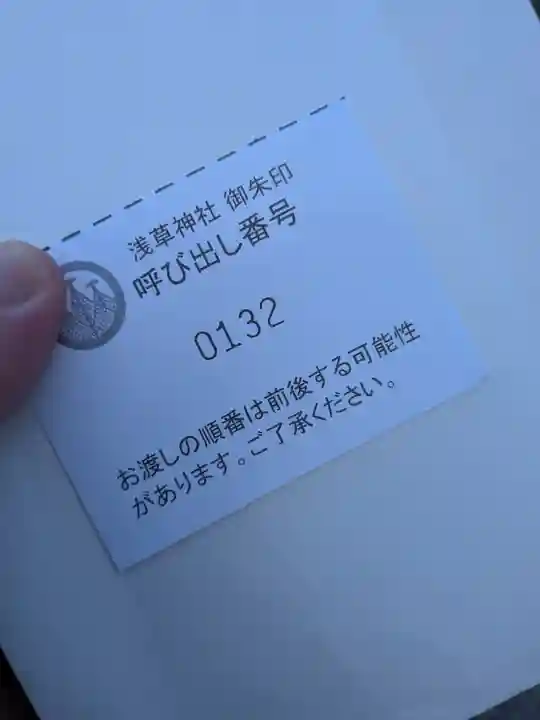 浅草神社 御朱印
呼び出し番号
0132
お渡しの順番は前後する可能性
があります。ご了承ください。